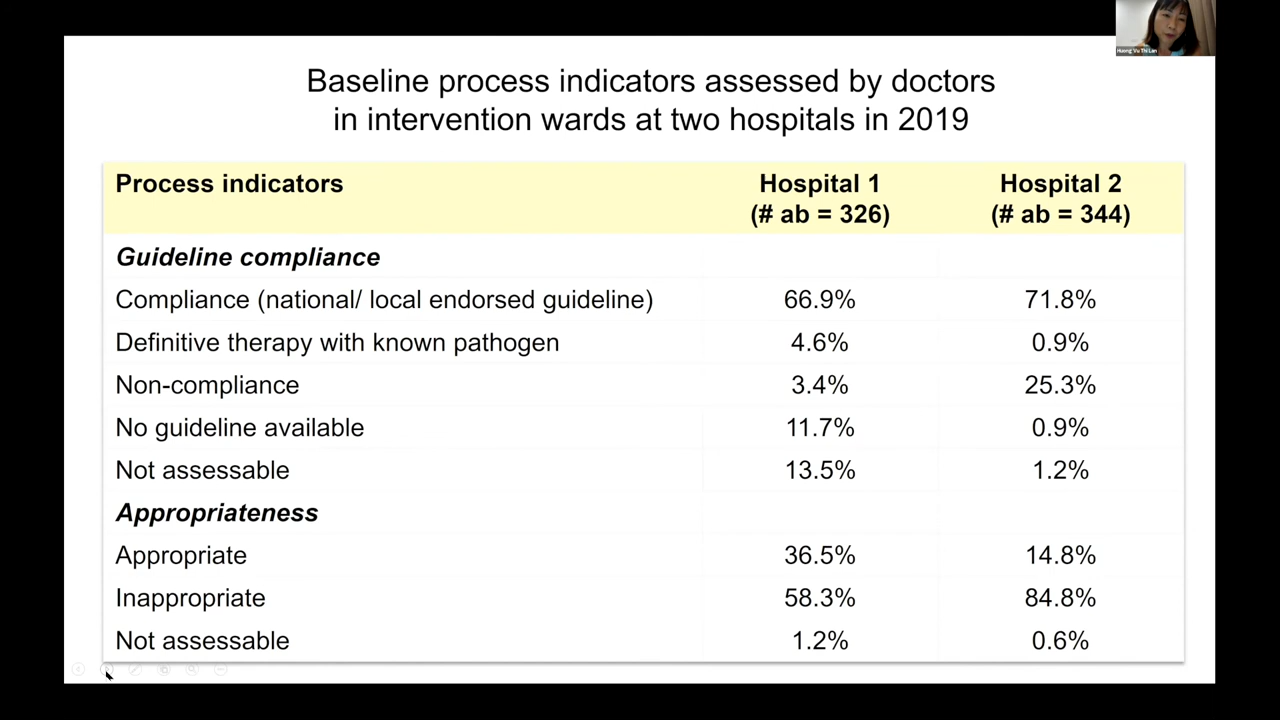 Huong Vu Thi Lan
Baseline process indicators assessed by doctors
in intervention wards at two hospitals in 2019
Process indicators Hospital 1 Hospital 2
(# ab = 326) (# ab = 344)
Guideline compliance
Compliance (national/ local endorsed guideline) 66.9% 71.8%
Definitive therapy with known pathogen 4.6% 0.9%
Non-compliance 3.4% 25.3%
No guideline available 11.7% 0.9%
Not assessable 13.5% 1.2%
Appropriateness
Appropriate 36.5% 14.8%
Inappropriate 58.3% 84.8%
Not assessable 1.2% 0.6%